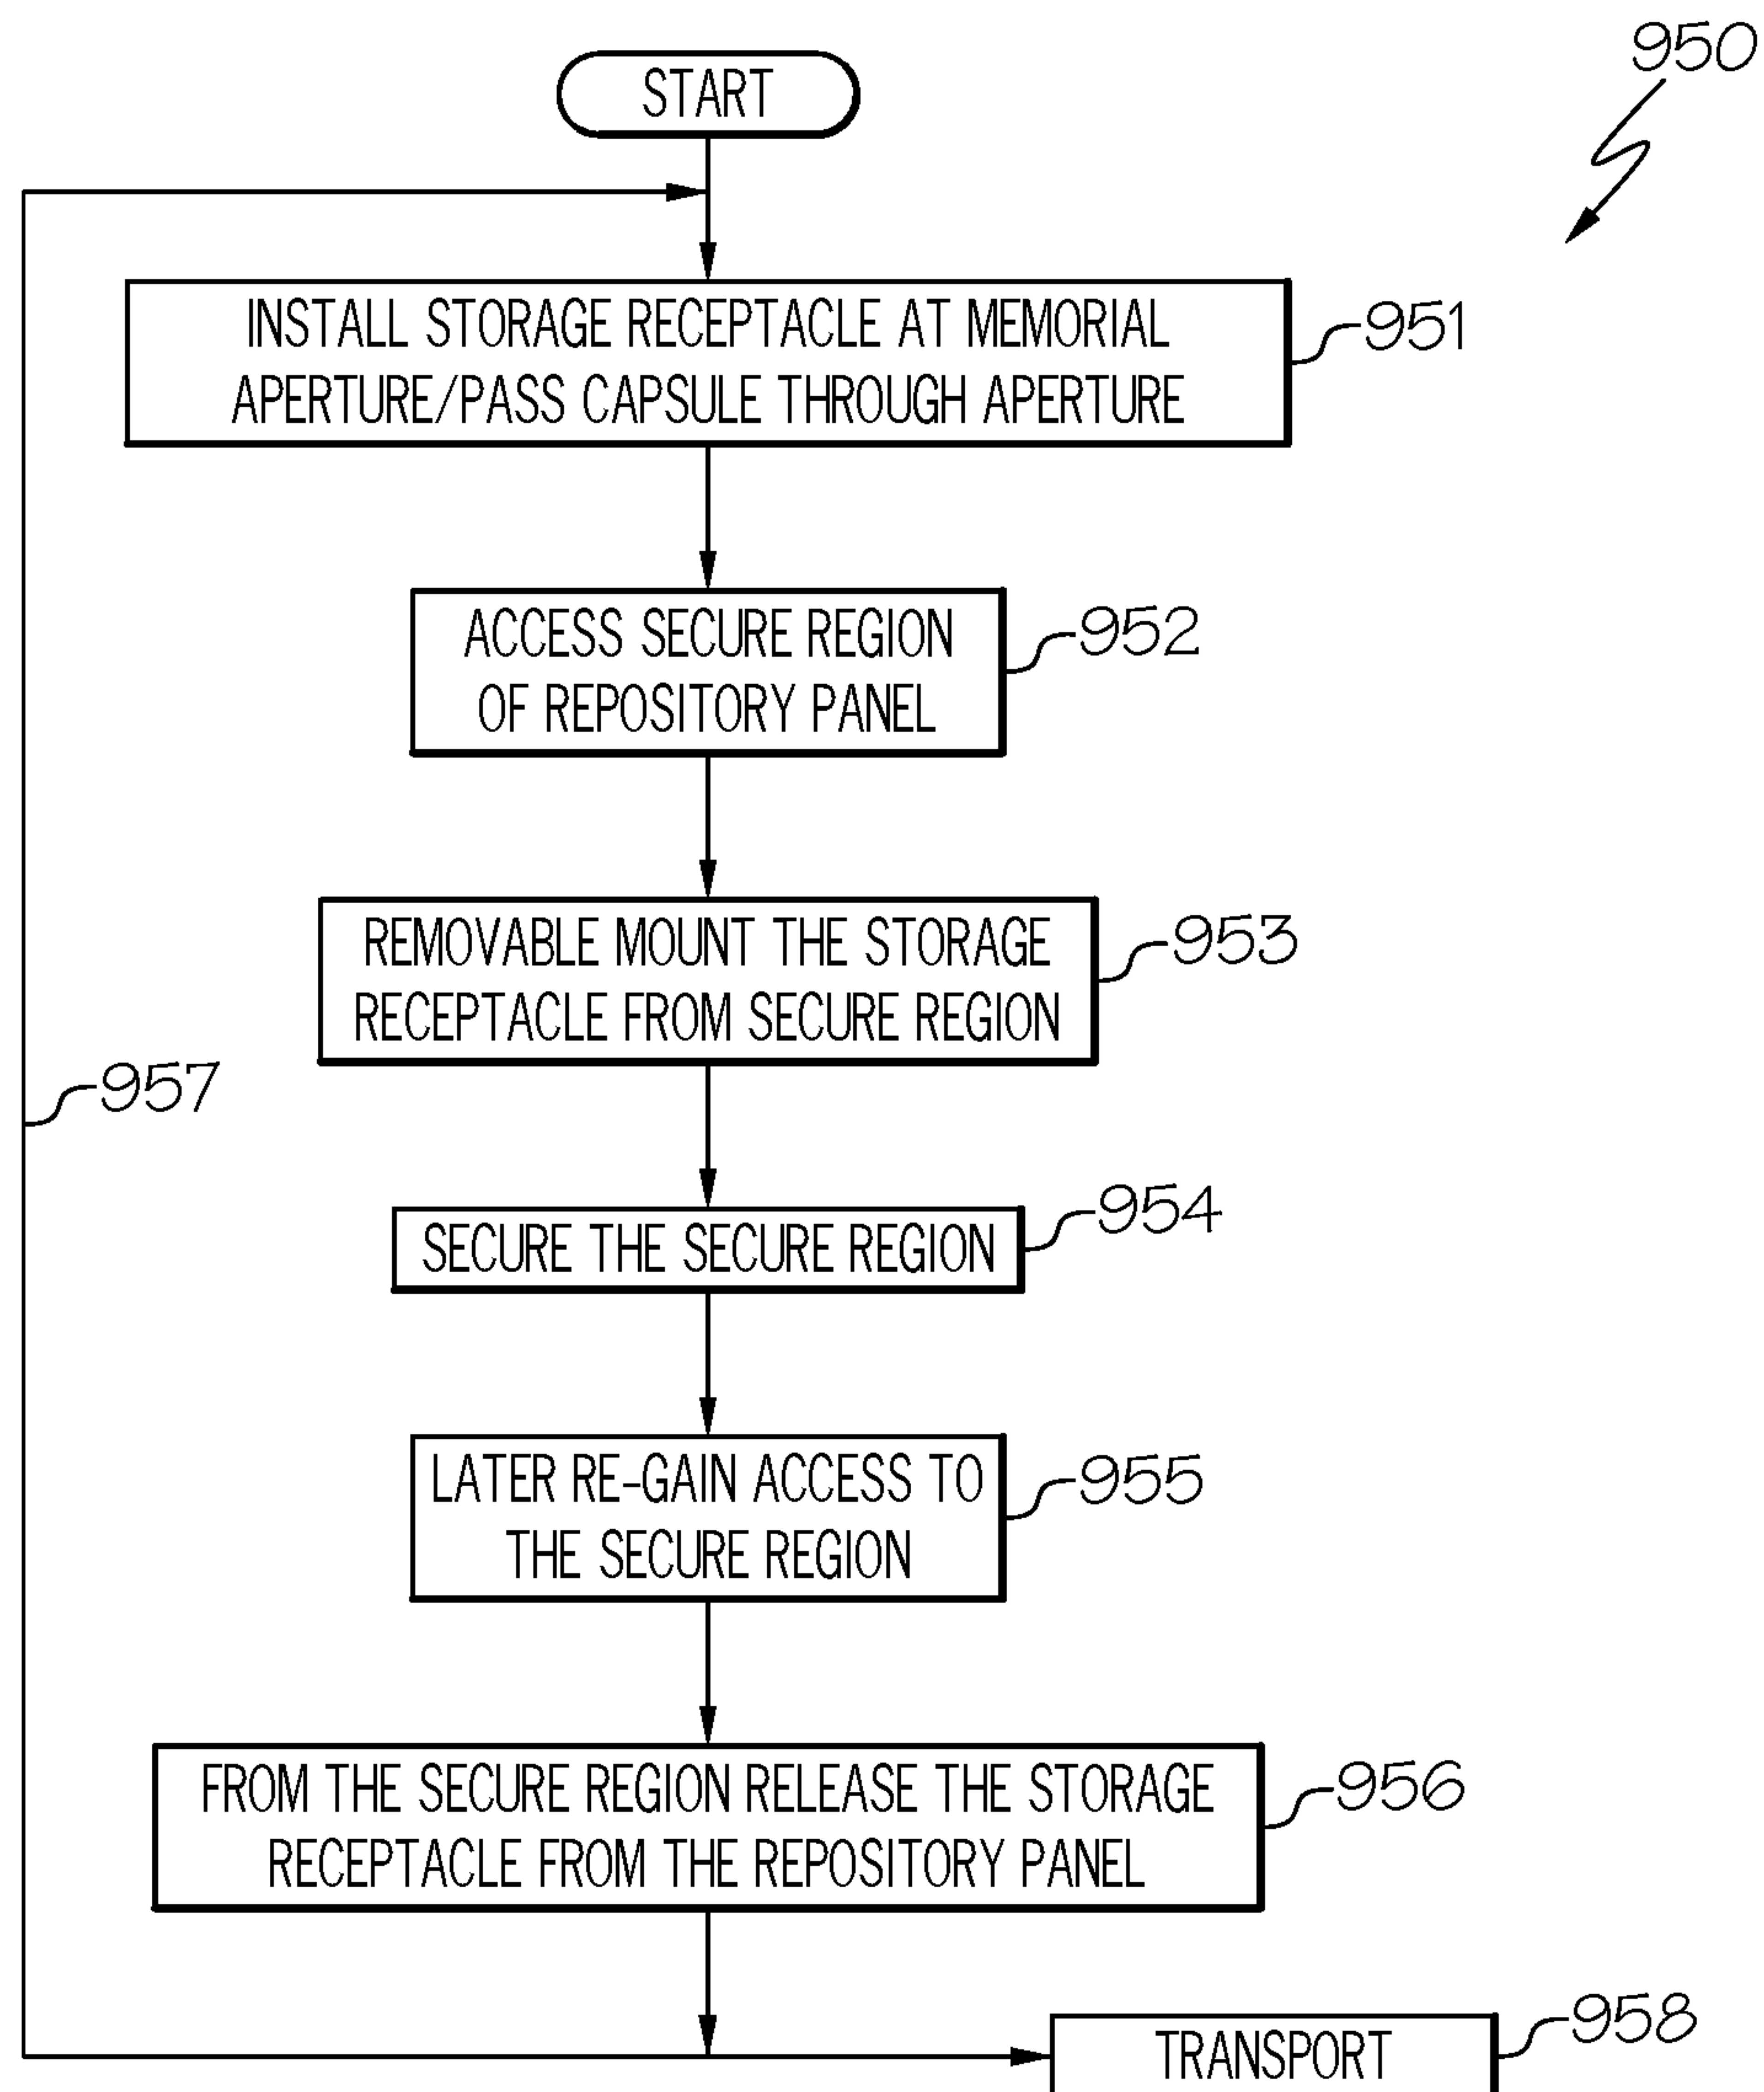 950
START
INSTALL STORAGE RECEPTACLE AT MEMORIAL
APERTURE/PASS CAPSULE THROUGH APERTURE
951
ACCESS SECURE REGION
OF REPOSITORY PANEL
952
REMOVABLE MOUNT THE STORAGE
RECEPTACLE FROM SECURE REGION
953
957
SECURE THE SECURE REGION
954
LATER RE-GAIN ACCESS TO
THE SECURE REGION
955
FROM THE SECURE REGION RELEASE THE STORAGE
RECEPTACLE FROM THE REPOSITORY PANEL
956
TRANSPORT
958